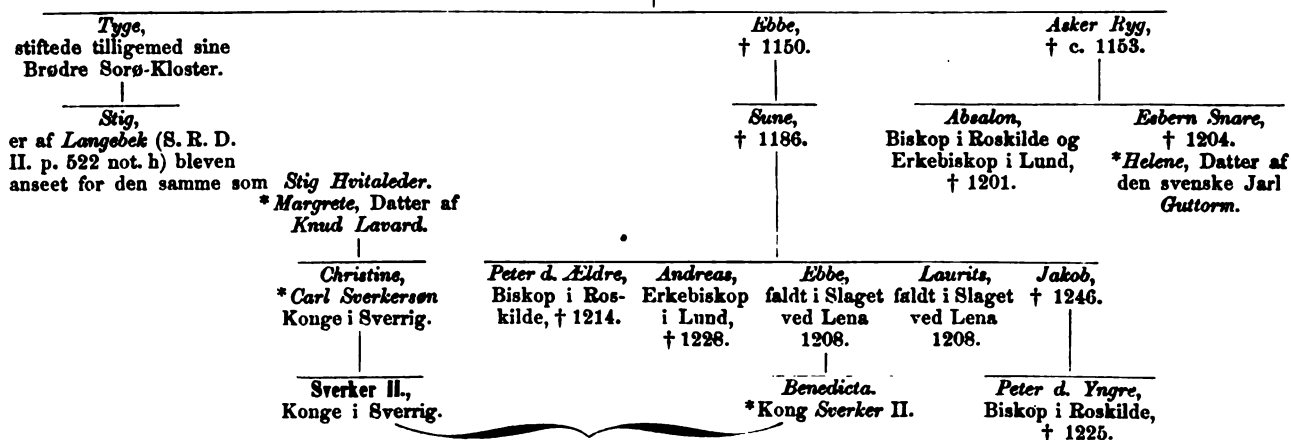 Tyge,
stiftede tilligemed sine
Brødre Sorø-Kloster.
Ebbe,
† 1150.
Asker Ryg,
† c. 1153.
Stig,
er af Langebek (S. R. D.
II. p. 522 not. h) bleven
anseet for den samme som Stig Hvitaleder.
* Margrete, Datter af
Knud Lavard.
Sune,
† 1186.
Absalon,
Biskop i Roskilde og
Erkebiskop i Lund,
† 1201.
Esbern Snare,
† 1204.
* Helene, Datter af
den svenske Jarl
Guttorm.
Christine,
* Carl Sverkersøn
Konge i Sverrig.
Peter d. Ældre,
Biskop i Ros-
kilde, † 1214.
Andreas,
Erkebiskop
i Lund,
† 1228.
Ebbe,
faldt i Slaget
ved Lena
1208.
Laurits,
faldt i Slaget
ved Lena
1208.
Jakob,
† 1246.
Sverker II.,
Konge i Sverrig.
Benedicta.
* Kong Sverker II.
Peter d. Yngre,
Biskop i Roskilde,
† 1225.